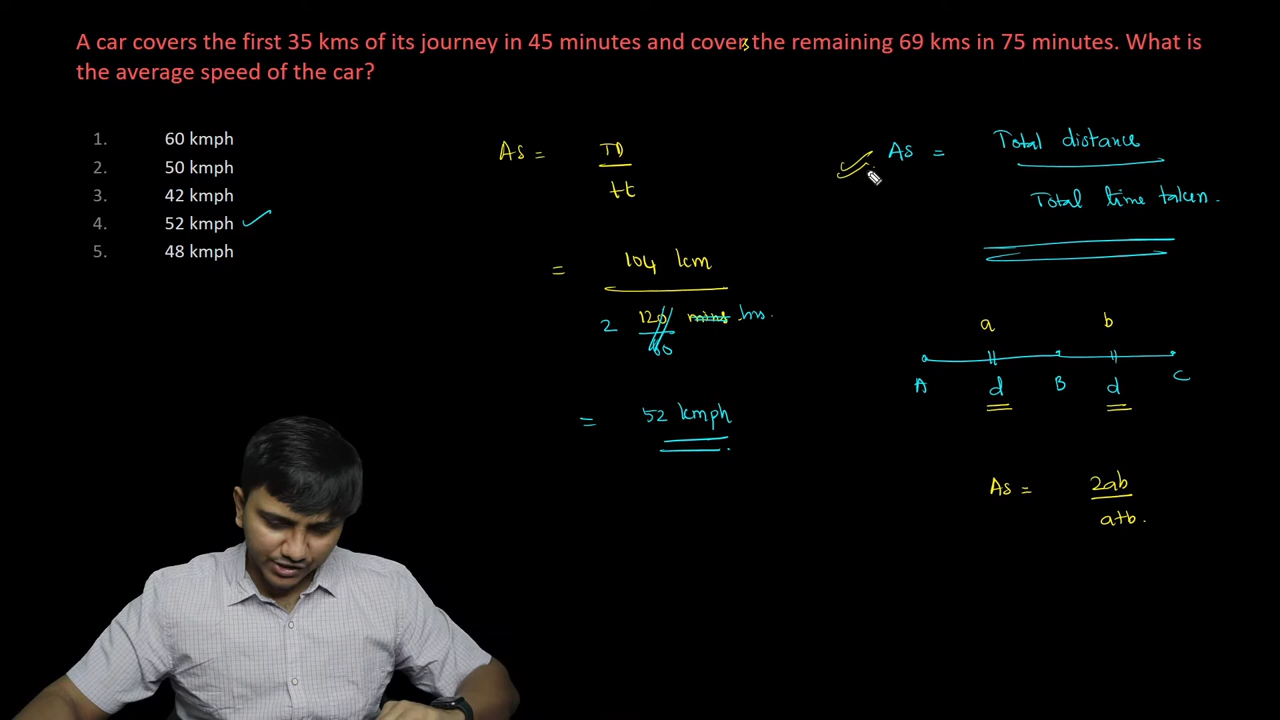 A car covers the first 35 kms of its journey in 45 minutes and covers the remaining 69 kms in 75 minutes. What is
the average speed of the car?
1. 60 kmph
2. 50 kmph
3. 42 kmph
4. 52 kmph
5. 48 kmph
AS = TD
tt
= 104 km
2 120 mins hrs.
60
= 52 kmph
AS = Total distance
Total time taken.
a b
A d B d C
AS = 2ab
a+b.